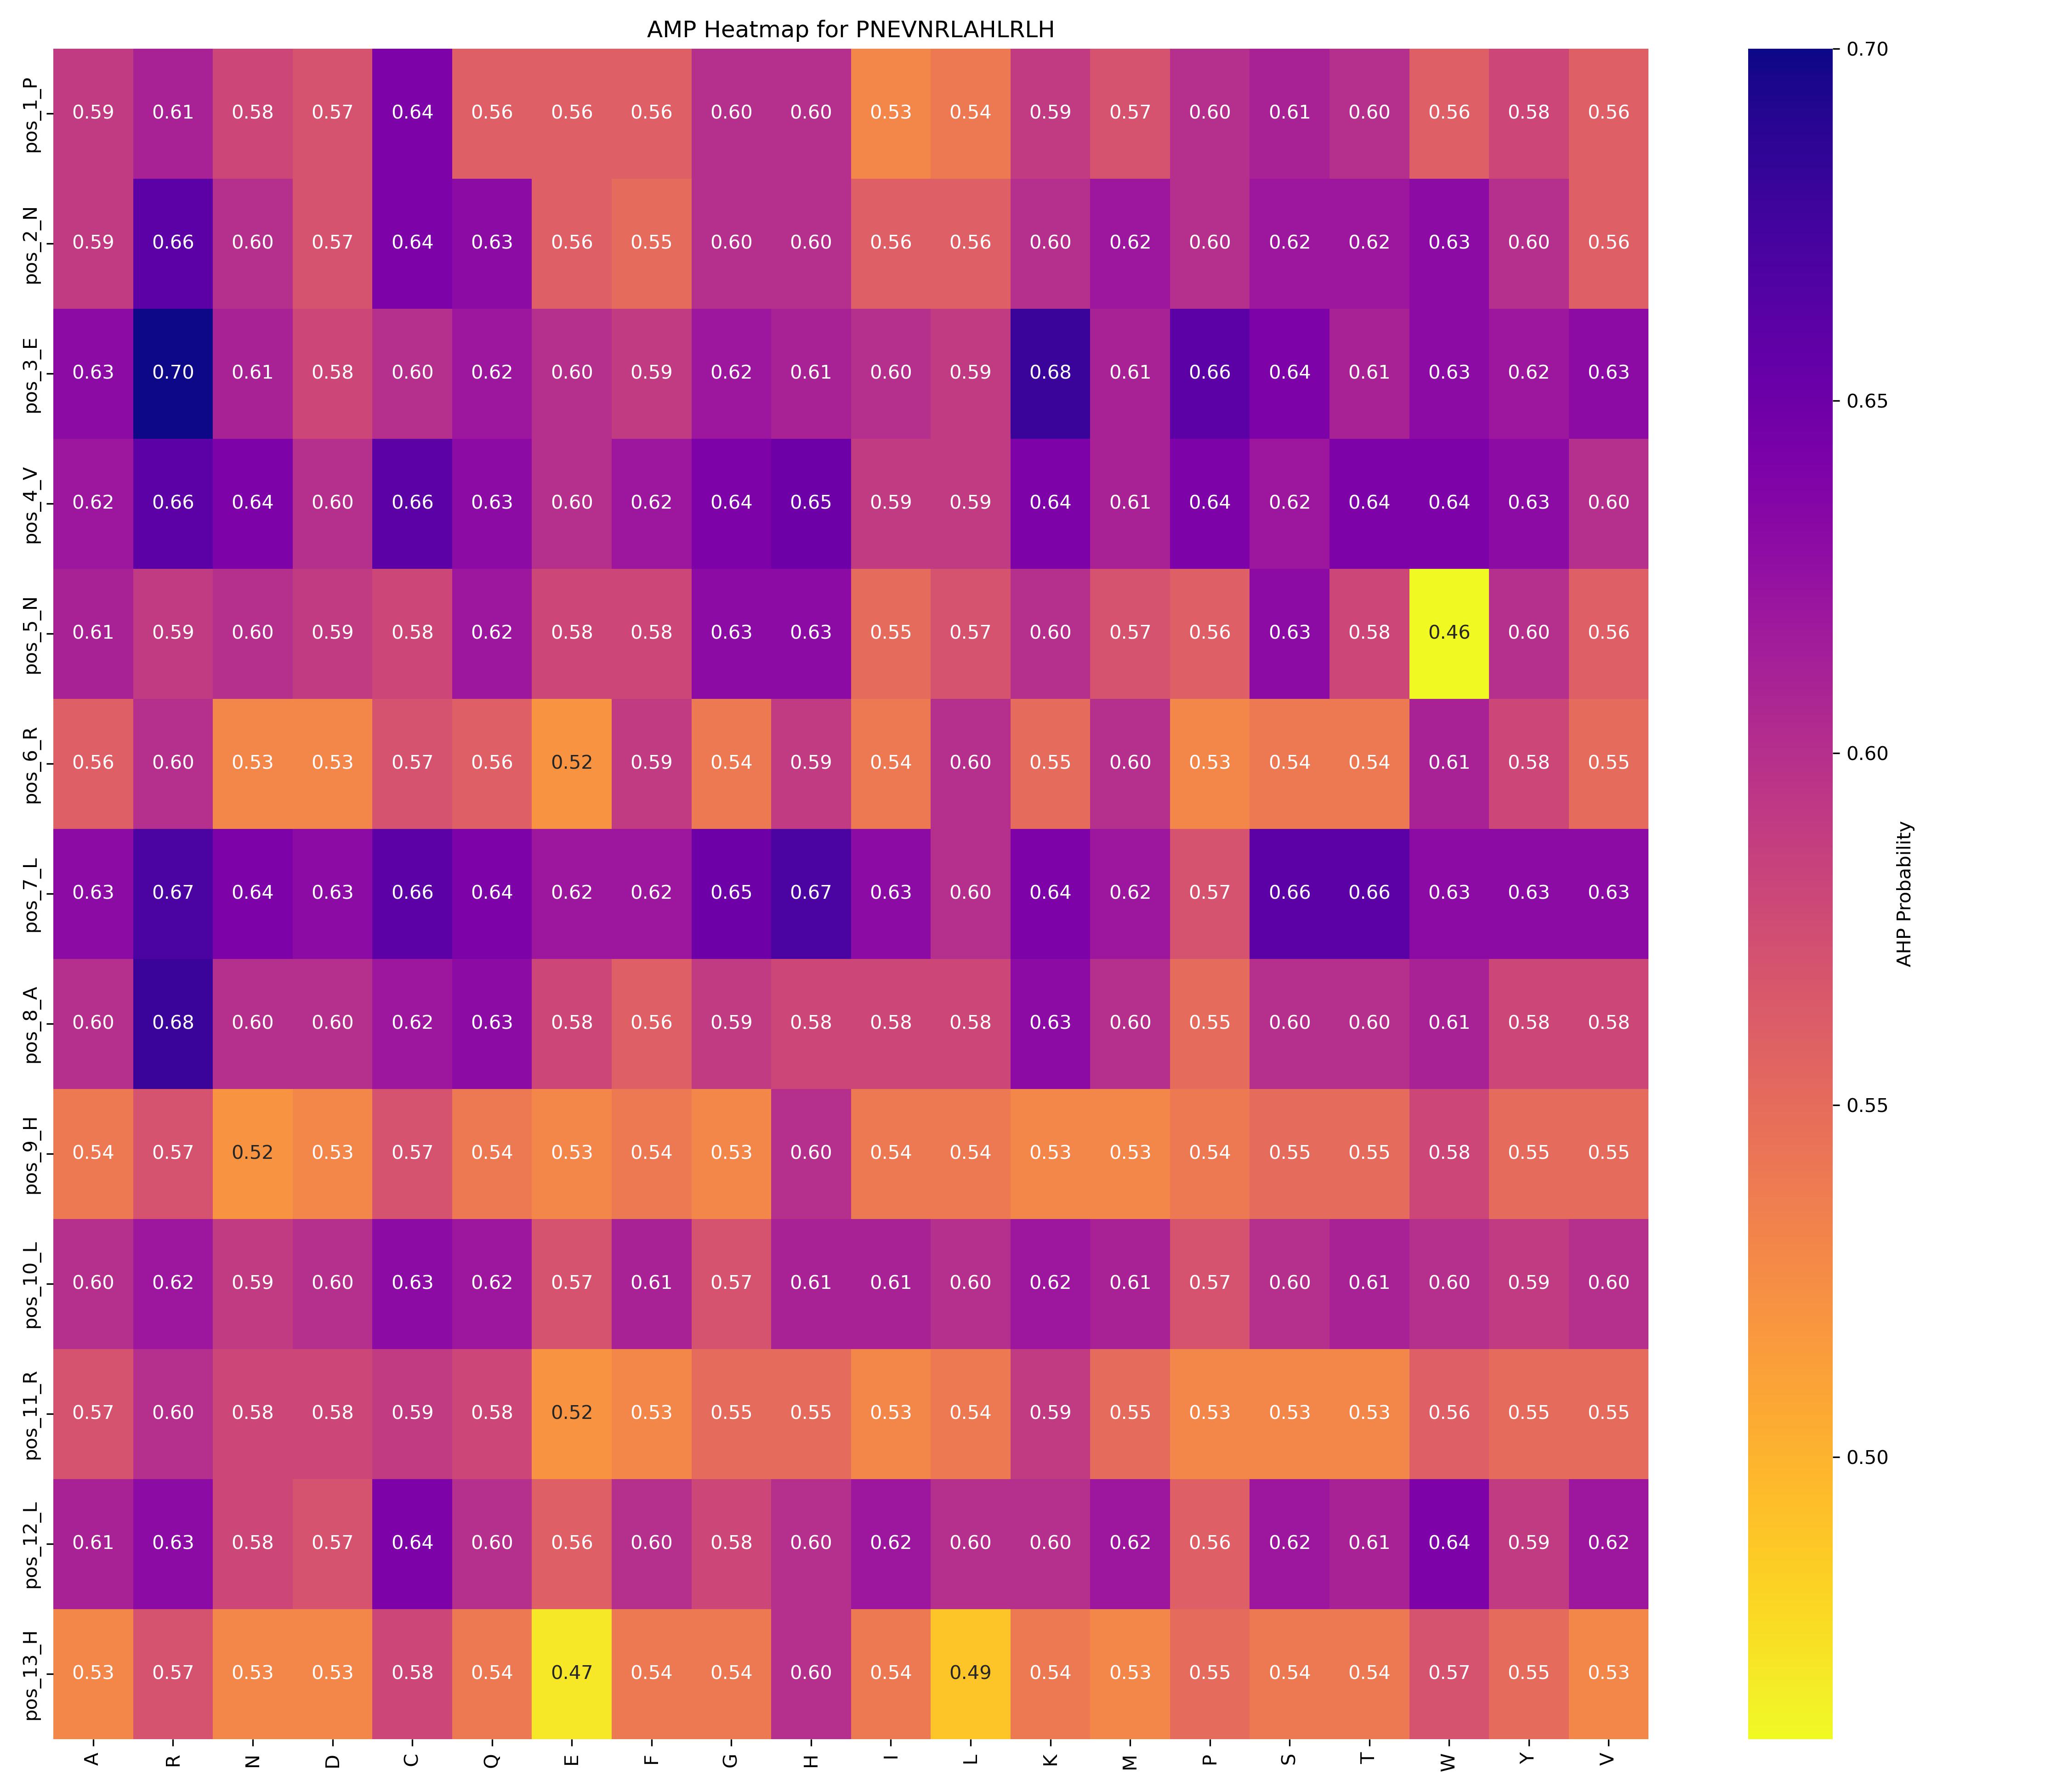 AMP Heatmap for PNEVNRLAHLRLH
pos_1_P 0.59 0.61 0.58 0.57 0.64 0.56 0.56 0.56 0.60 0.60 0.53 0.54 0.59 0.57 0.60 0.61 0.60 0.56 0.58 0.56
pos_2_N 0.59 0.66 0.60 0.57 0.64 0.63 0.56 0.55 0.60 0.60 0.56 0.56 0.60 0.62 0.60 0.62 0.62 0.63 0.60 0.56
pos_3_E 0.63 0.70 0.61 0.58 0.60 0.62 0.60 0.59 0.62 0.61 0.60 0.59 0.68 0.61 0.66 0.64 0.61 0.63 0.62 0.63
pos_4_V 0.62 0.66 0.64 0.60 0.66 0.63 0.60 0.62 0.64 0.65 0.59 0.59 0.64 0.61 0.64 0.62 0.64 0.64 0.63 0.60
pos_5_N 0.61 0.59 0.60 0.59 0.58 0.62 0.58 0.58 0.63 0.63 0.55 0.57 0.60 0.57 0.56 0.63 0.58 0.46 0.60 0.56
pos_6_R 0.56 0.60 0.53 0.53 0.57 0.56 0.52 0.59 0.54 0.59 0.54 0.60 0.55 0.60 0.53 0.54 0.54 0.61 0.58 0.55
pos_7_L 0.63 0.67 0.64 0.63 0.66 0.64 0.62 0.62 0.65 0.67 0.63 0.60 0.64 0.62 0.57 0.66 0.66 0.63 0.63 0.63
pos_8_A 0.60 0.68 0.60 0.60 0.62 0.63 0.58 0.56 0.59 0.58 0.58 0.58 0.63 0.60 0.55 0.60 0.60 0.61 0.58 0.58
pos_9_H 0.54 0.57 0.52 0.53 0.57 0.54 0.53 0.54 0.53 0.60 0.54 0.54 0.53 0.53 0.54 0.55 0.55 0.58 0.55 0.55
pos_10_L 0.60 0.62 0.59 0.60 0.63 0.62 0.57 0.61 0.57 0.61 0.61 0.60 0.62 0.61 0.57 0.60 0.61 0.60 0.59 0.60
pos_11_R 0.57 0.60 0.58 0.58 0.59 0.58 0.52 0.53 0.55 0.55 0.53 0.54 0.59 0.55 0.53 0.53 0.53 0.56 0.55 0.55
pos_12_L 0.61 0.63 0.58 0.57 0.64 0.60 0.56 0.60 0.58 0.60 0.62 0.60 0.60 0.62 0.56 0.62 0.61 0.64 0.59 0.62
pos_13_H 0.53 0.57 0.53 0.53 0.58 0.54 0.47 0.54 0.54 0.60 0.54 0.49 0.54 0.53 0.55 0.54 0.54 0.57 0.55 0.53
A R N D C Q E F G H I L K M P S T W Y V
0.70
0.65
0.60
0.55
0.50
AHP Probability